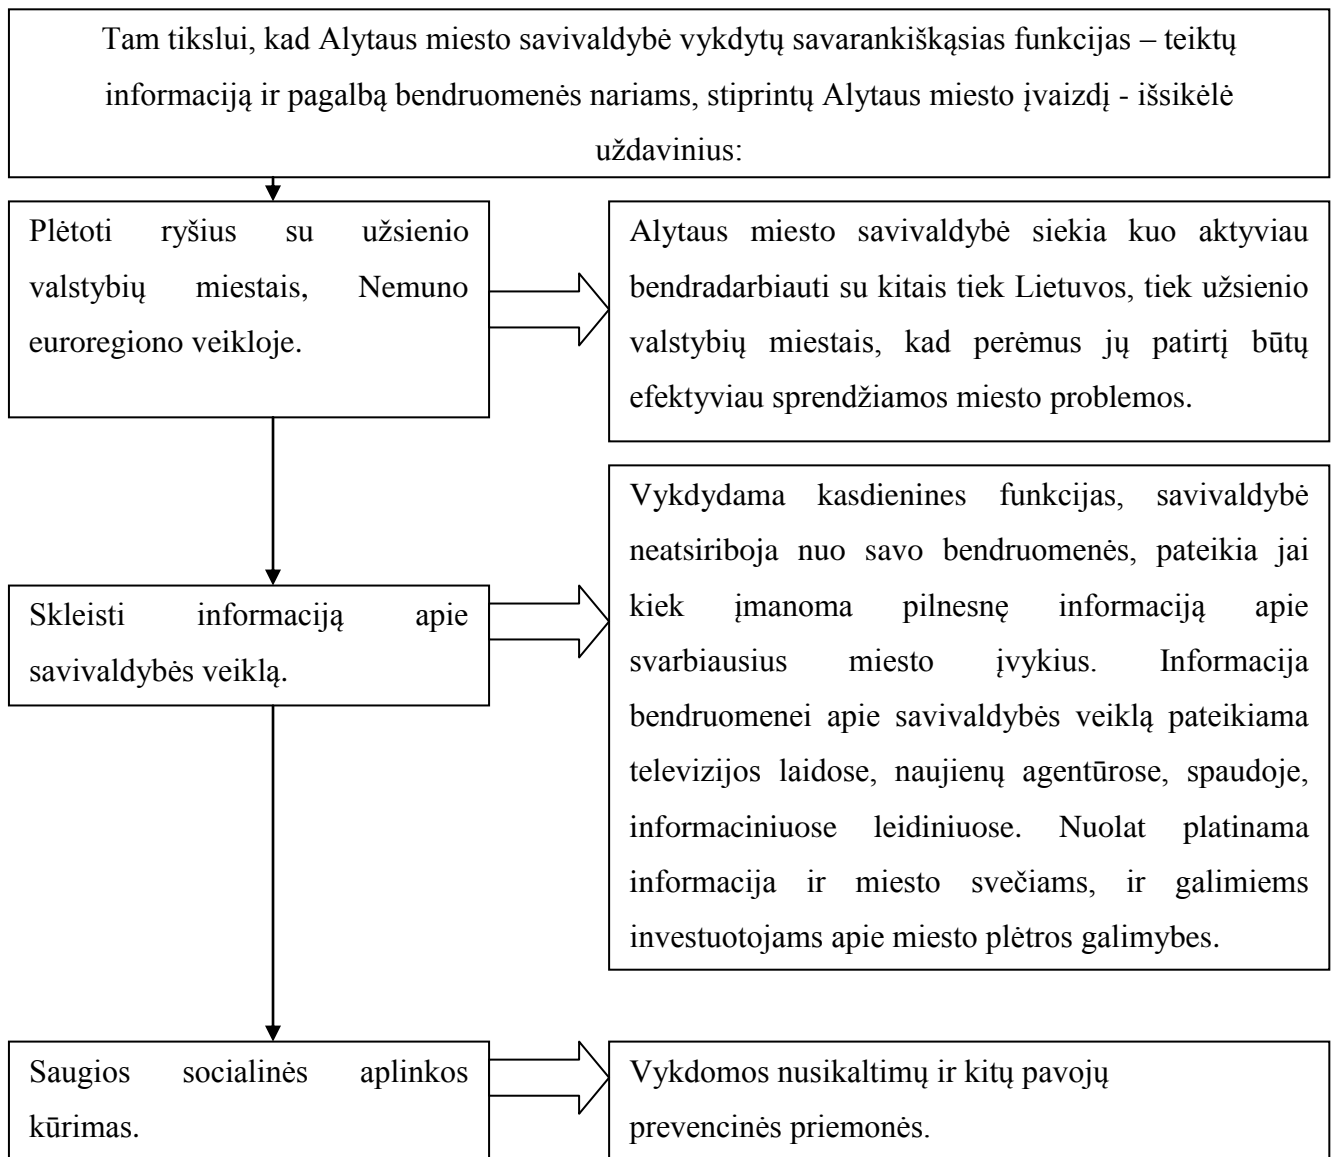 Tam tikslui, kad Alytaus miesto savivaldybė vykdytų savarankiškąsias funkcijas – teiktų
informaciją ir pagalbą bendruomenės nariams, stiprintų Alytaus miesto įvaizdį - išsikėlė
uždavinius:
Plėtoti ryšius su užsienio
valstybių miestais, Nemuno
euroregiono veikloje.
Alytaus miesto savivaldybė siekia kuo aktyviau
bendradarbiauti su kitais tiek Lietuvos, tiek užsienio
valstybių miestais, kad perėmus jų patirtį būtų
efektyviau sprendžiamos miesto problemos.
Skleisti informaciją apie
savivaldybės veiklą.
Vykdydama kasdienines funkcijas, savivaldybė
neatsiriboja nuo savo bendruomenės, pateikia jai
kiek įmanoma pilnesnę informaciją apie
svarbiausius miesto įvykius. Informacija
bendruomenei apie savivaldybės veiklą pateikiama
televizijos laidose, naujienų agentūrose, spaudoje,
informaciniuose leidiniuose. Nuolat platinama
informacija ir miesto svečiams, ir galimiems
investuotojams apie miesto plėtros galimybes.
Saugios socialinės aplinkos
kūrimas.
Vykdomos nusikaltimų ir kitų pavojų
prevencinės priemonės.